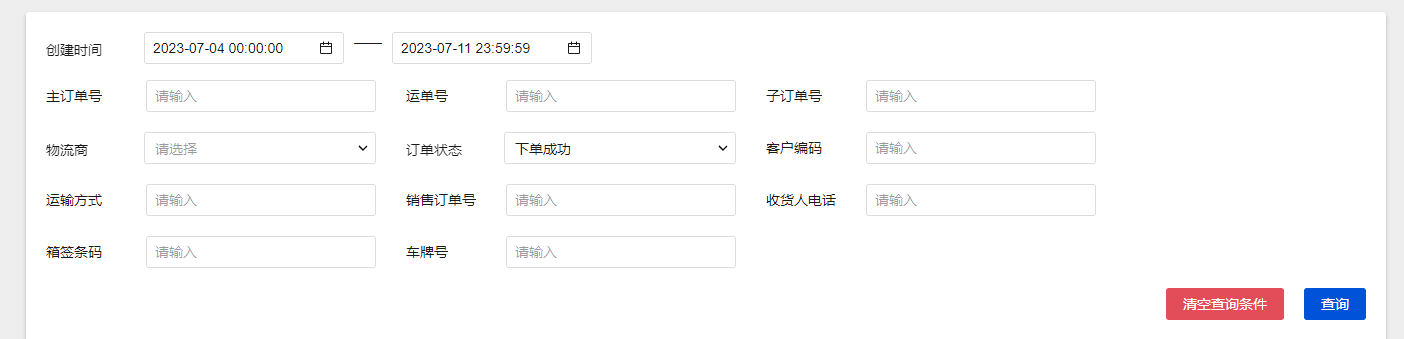 创建时间 2023-07-04 00:00:00 —— 2023-07-11 23:59:59
主订单号 请输入 运单号 请输入 子订单号 请输入
物流商 请选择 订单状态 下单成功 客户编码 请输入
运输方式 请输入 销售订单号 请输入 收货人电话 请输入
箱签条码 请输入 车牌号 请输入
清空查询条件 查询